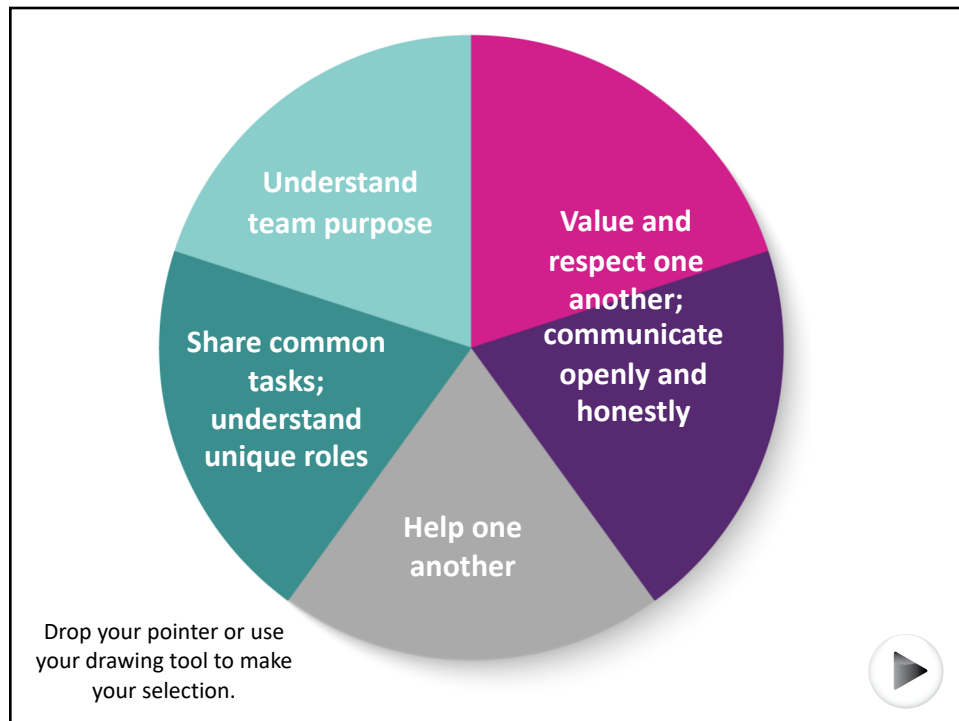 Understand
team purpose
Value and
respect one
another;
communicate
openly and
honestly
Share common
tasks;
understand
unique roles
Help one
another
Drop your pointer or use
your drawing tool to make
your selection.